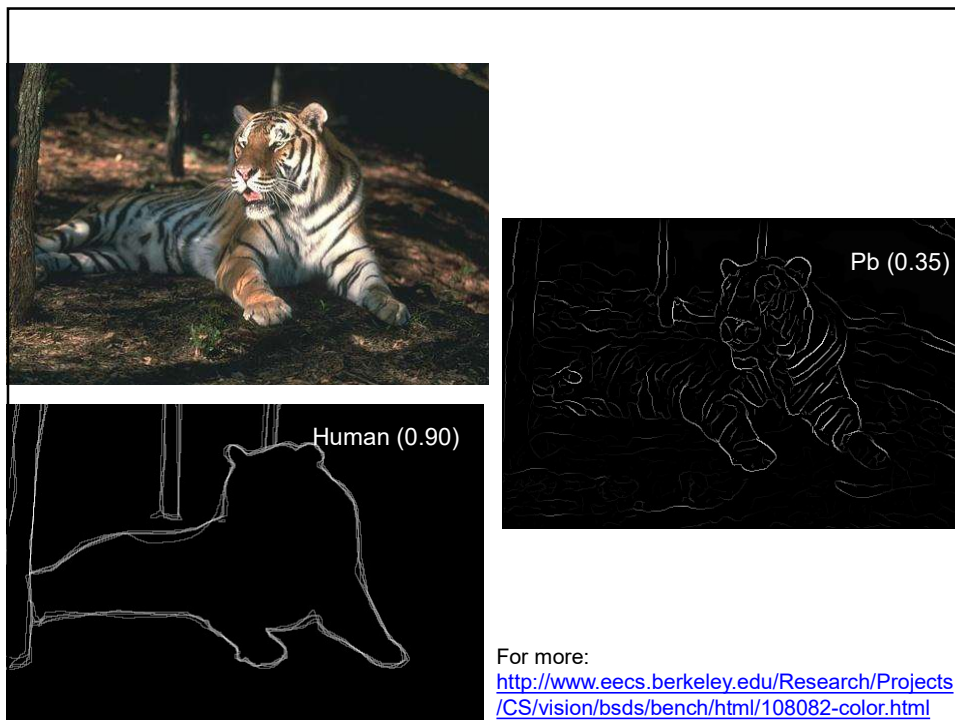 Pb (0.35)
Human (0.90)
For more:
http://www.eecs.berkeley.edu/Research/Projects
/CS/vision/bsds/bench/html/108082-color.html